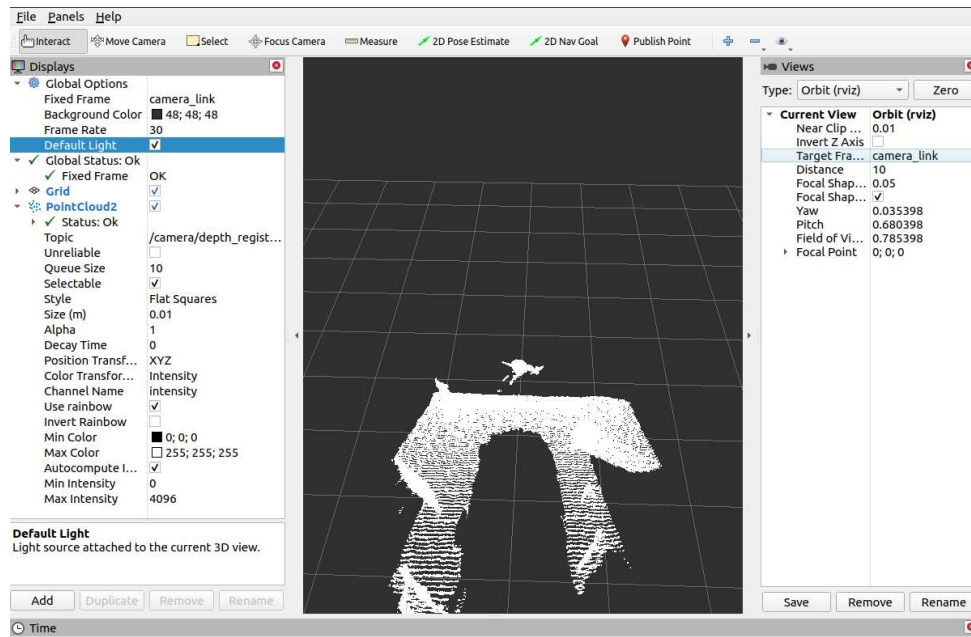 File Panels Help
Interact Move Camera Select Focus Camera Measure 2D Pose Estimate 2D Nav Goal Publish Point
Displays
Global Options
Fixed Frame camera_link
Background Color 48; 48; 48
Frame Rate 30
Default Light
Global Status: Ok
Fixed Frame OK
Grid
PointCloud2
Status: Ok
Topic /camera/depth_regist...
Unreliable
Queue Size 10
Selectable
Style Flat Squares
Size (m) 0.01
Alpha 1
Decay Time 0
Position Transf... XYZ
Color Transfor... Intensity
Channel Name intensity
Use rainbow
Invert Rainbow
Min Color 0; 0; 0
Max Color 255; 255; 255
Autocompute I...
Min Intensity 0
Max Intensity 4096
Default Light
Light source attached to the current 3D view.
Add Duplicate Remove Rename
Views
Type: Orbit (rviz) Zero
Current View Orbit (rviz)
Near Clip ... 0.01
Invert Z Axis
Target Fra... camera_link
Distance 10
Focal Shap... 0.05
Focal Shap...
Yaw 0.035398
Pitch 0.680398
Field of Vi... 0.785398
Focal Point 0; 0; 0
Save Remove Rename
Time